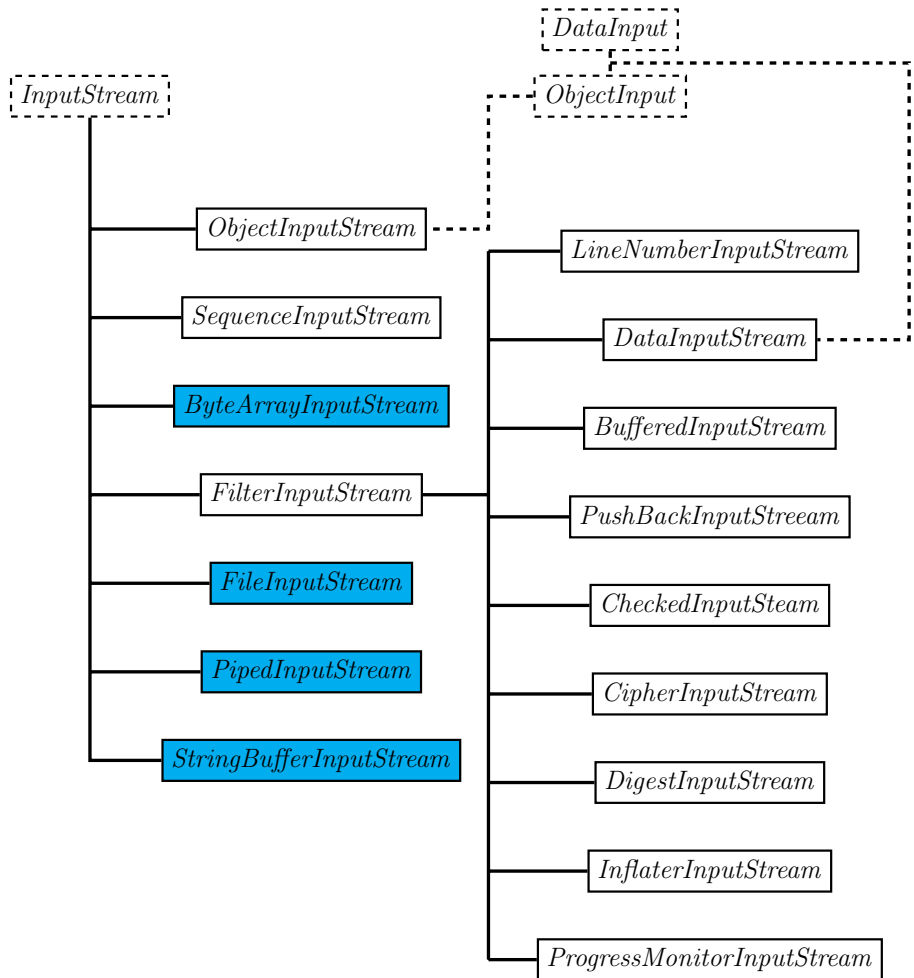 DataInput
InputStream
ObjectInput
ObjectInputStream
LineNumberInputStream
SequenceInputStream
DataInputStream
ByteArrayInputStream
BufferedInputStream
FilterInputStream
PushBackInputStreeam
FileInputStream
CheckedInputSteam
PipedInputStream
CipherInputStream
StringBufferInputStream
DigestInputStream
InflaterInputStream
ProgressMonitorInputStream